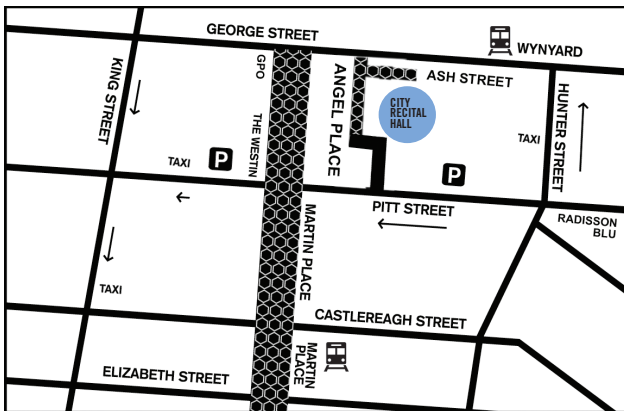 GEORGE STREET
WYNYARD
KING STREET
GPO
THE WESTIN
ANGEL PLACE
ASH STREET
CITY
RECITAL
HALL
HUNTER STREET
TAXI
TAXI
P
P
PITT STREET
RADISSON
BLU
MARTIN PLACE
TAXI
CASTLEREAGH STREET
MARTIN
PLACE
ELIZABETH STREET